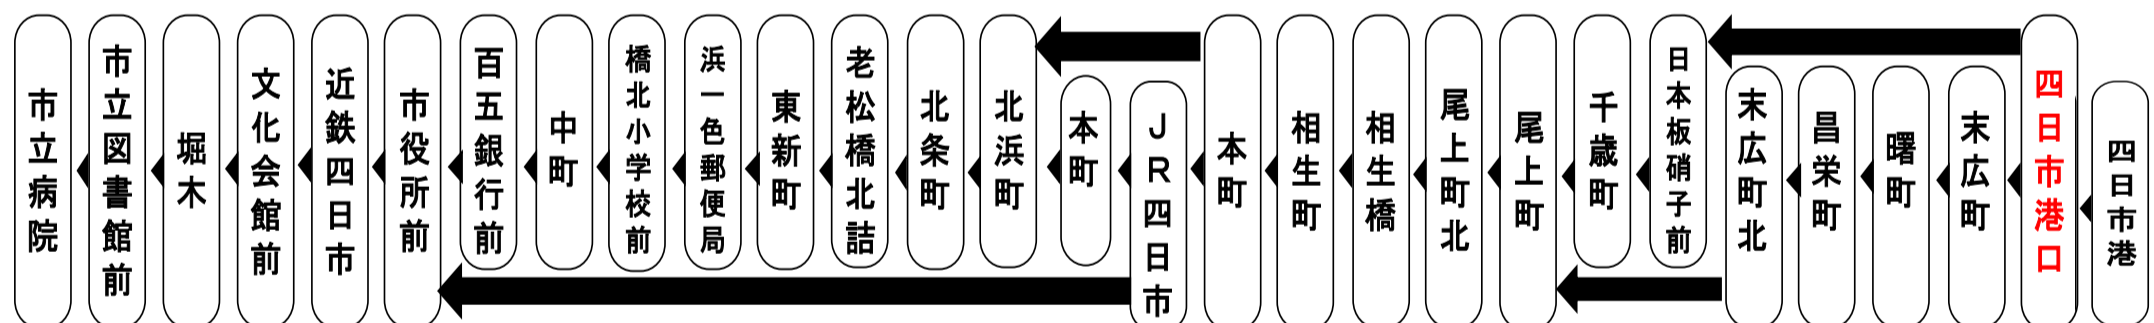 四日市港
四日市港口
末広町
曙町
昌栄町
末広町北
日本板硝子前
千歳町
尾上町
尾上町北
相生橋
相生町
本町
JR四日市
本町
北浜町
北条町
老松橋北詰
東新町
浜一色郵便局
橋北小学校前
中町
百五銀行前
市役所前
近鉄四日市
文化会館前
堀木
市立図書館前
市立病院